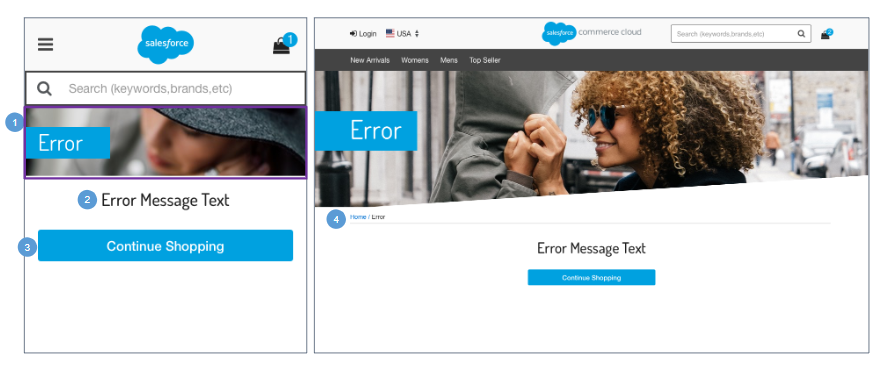 salesforce
1
Search (keywords,brands,etc)
1
Error
2
Error Message Text
3
Continue Shopping
Login
USA
salesforce
commerce cloud
Search (keywords,brands,etc)
New Arrivals Womens Mens Top Seller
Error
4
Home / Error
Error Message Text
Continue Shopping